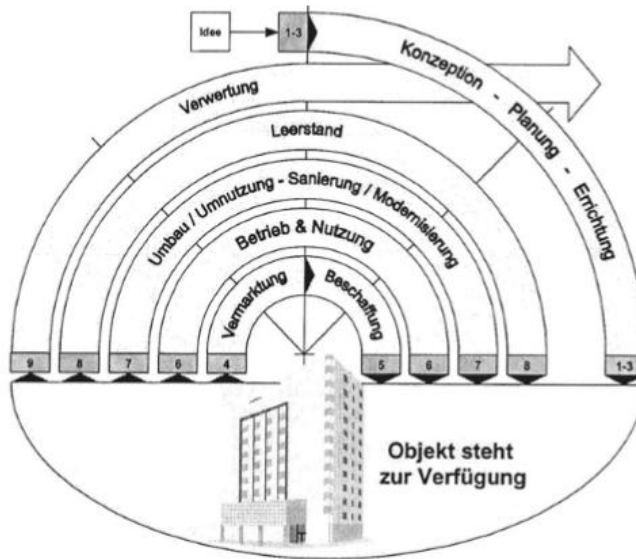 Idee
1-3
Konzeption - Planung - Errichtung
Verwertung
Leerstand
Umbau / Umnutzung - Sanierung / Modernisierung
Betrieb & Nutzung
Vermarktung
Beschaffung
9
8
7
6
4
5
6
7
8
1-3
Objekt steht
zur Verfügung